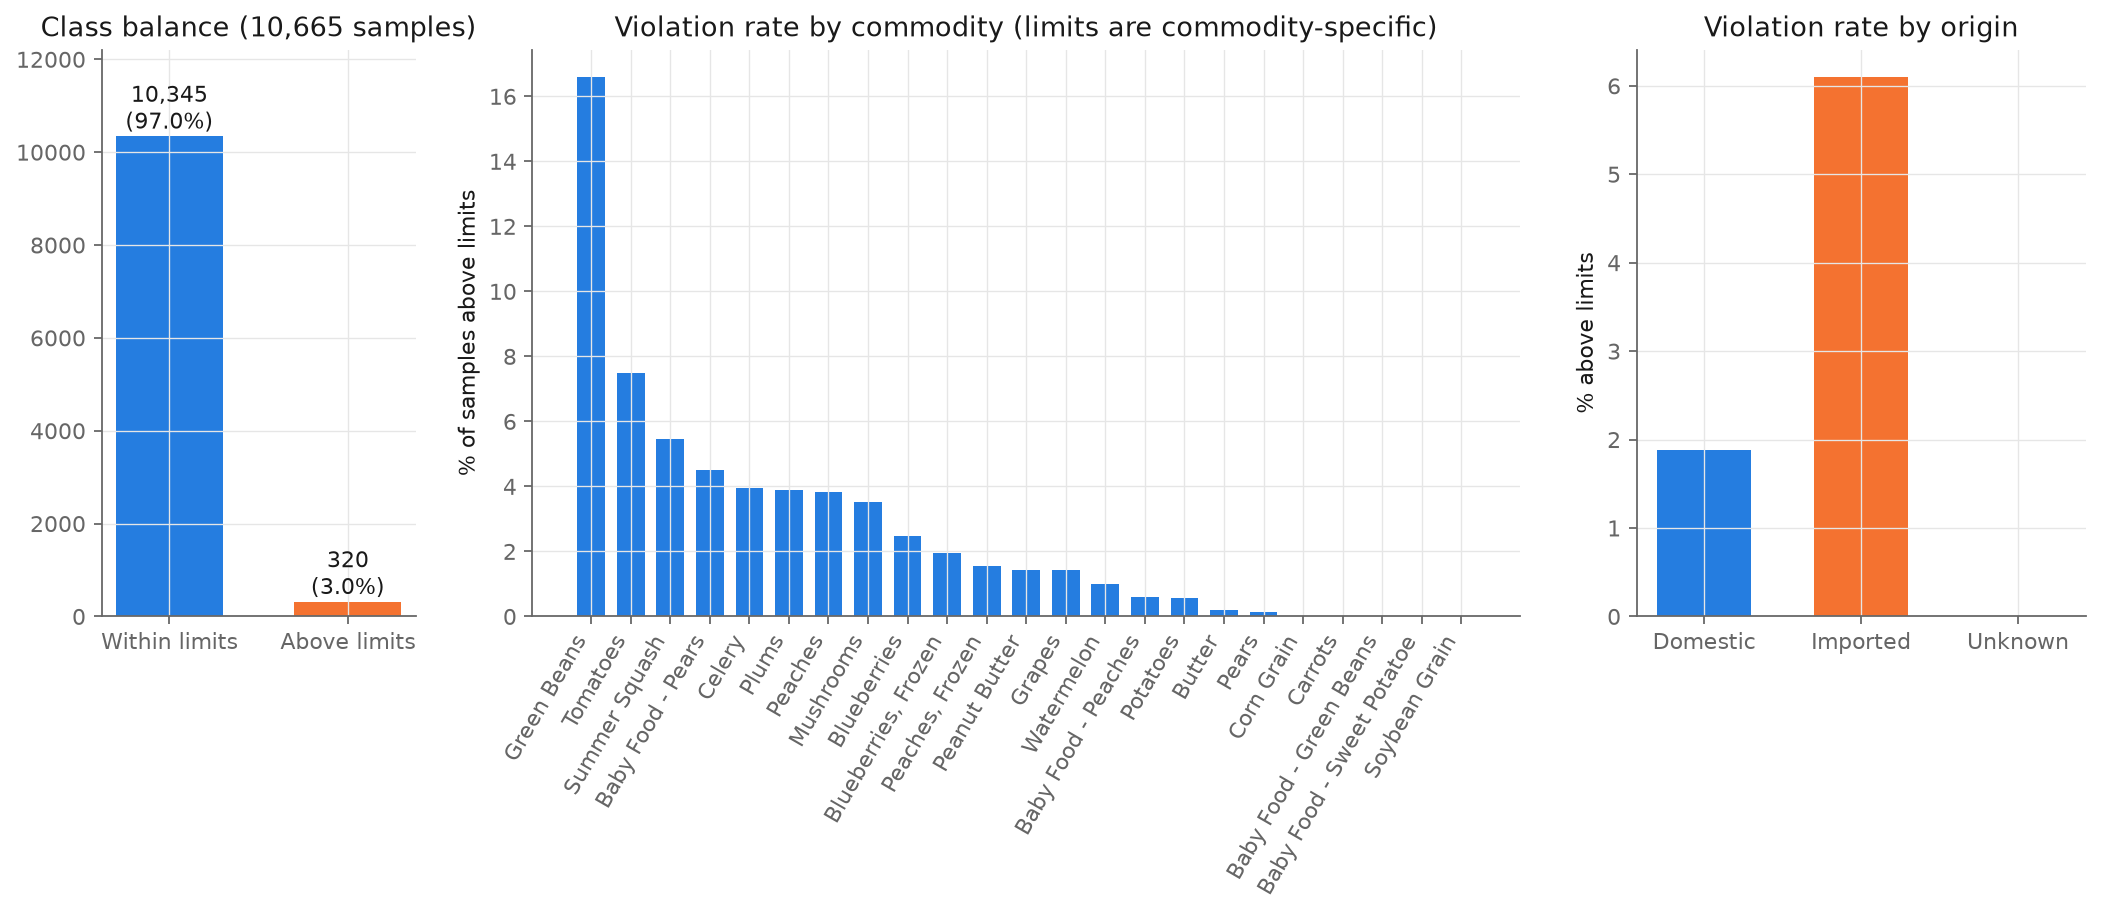 Class balance (10,665 samples)
12000
10000
8000
6000
4000
2000
0
10,345
(97.0%)
320
(3.0%)
Within limits
Above limits
Violation rate by commodity (limits are commodity-specific)
% of samples above limits
16
14
12
10
8
6
4
2
0
Green Beans
Tomatoes
Summer Squash
Baby Food - Pears
Celery
Plums
Peaches
Mushrooms
Blueberries
Blueberries, Frozen
Peaches, Frozen
Peanut Butter
Grapes
Watermelon
Baby Food - Peaches
Potatoes
Butter
Pears
Corn Grain
Carrots
Baby Food - Green Beans
Baby Food - Sweet Potatoe
Soybean Grain
Violation rate by origin
% above limits
6
5
4
3
2
1
0
Domestic
Imported
Unknown